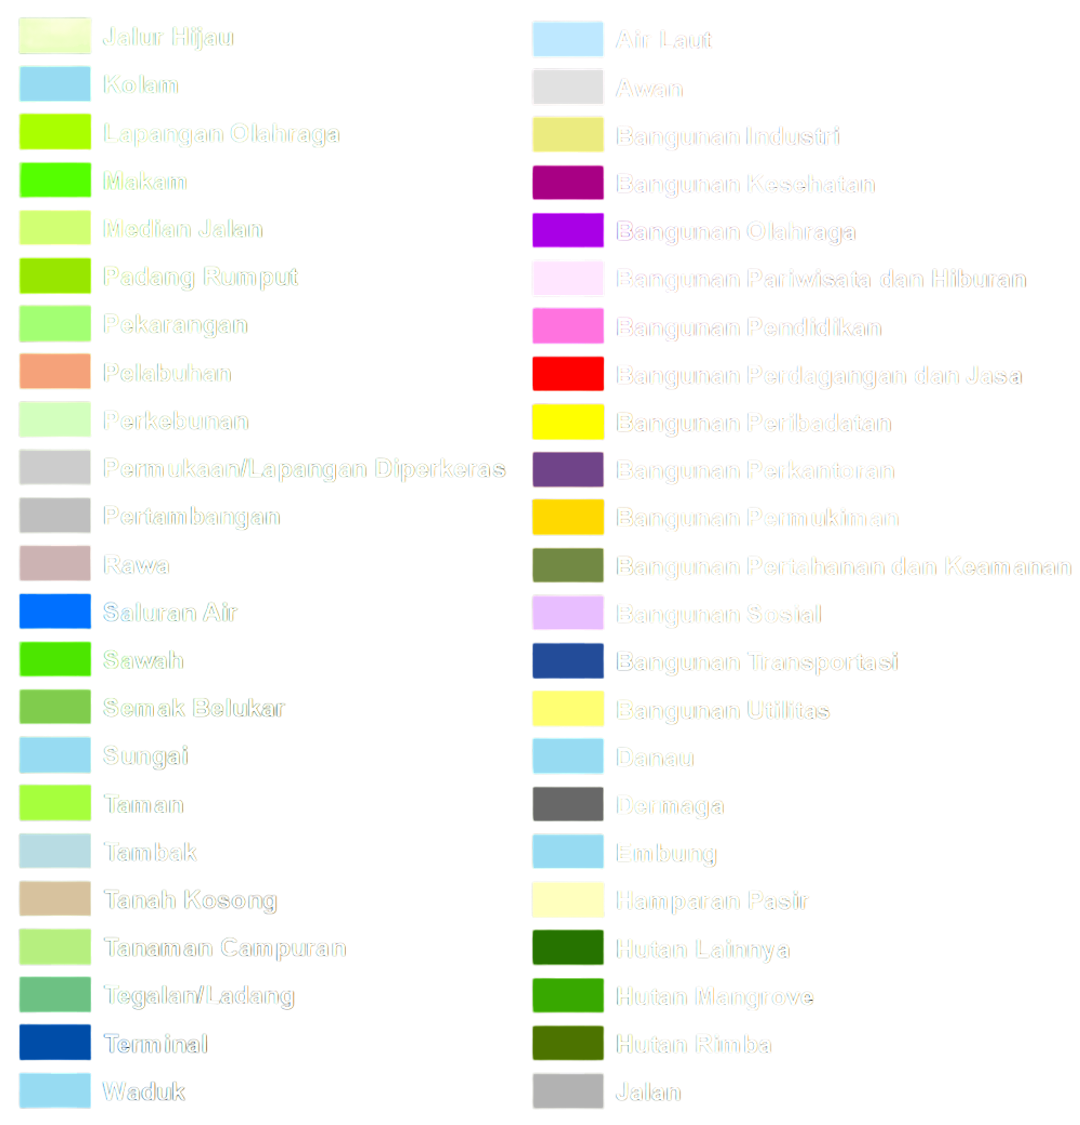 Jalur Hijau
Kolam
Lapangan Olahraga
Makam
Median Jalan
Padang Rumput
Pekarangan
Pelabuhan
Perkebunan
Permukaan/Lapangan Diperkeras
Pertambangan
Rawa
Saluran Air
Sawah
Semak Belukar
Sungai
Taman
Tambak
Tanah Kosong
Tanaman Campuran
Tegalan/Ladang
Terminal
Waduk
Air Laut
Awan
Bangunan Industri
Bangunan Kesehatan
Bangunan Olahraga
Bangunan Pariwisata dan Hiburan
Bangunan Pendidikan
Bangunan Perdagangan dan Jasa
Bangunan Peribadatan
Bangunan Perkantoran
Bangunan Permukiman
Bangunan Pertahanan dan Keamanan
Bangunan Sosial
Bangunan Transportasi
Bangunan Utilitas
Danau
Dermaga
Embung
Hamparan Pasir
Hutan Lainnya
Hutan Mangrove
Hutan Rimba
Jalan